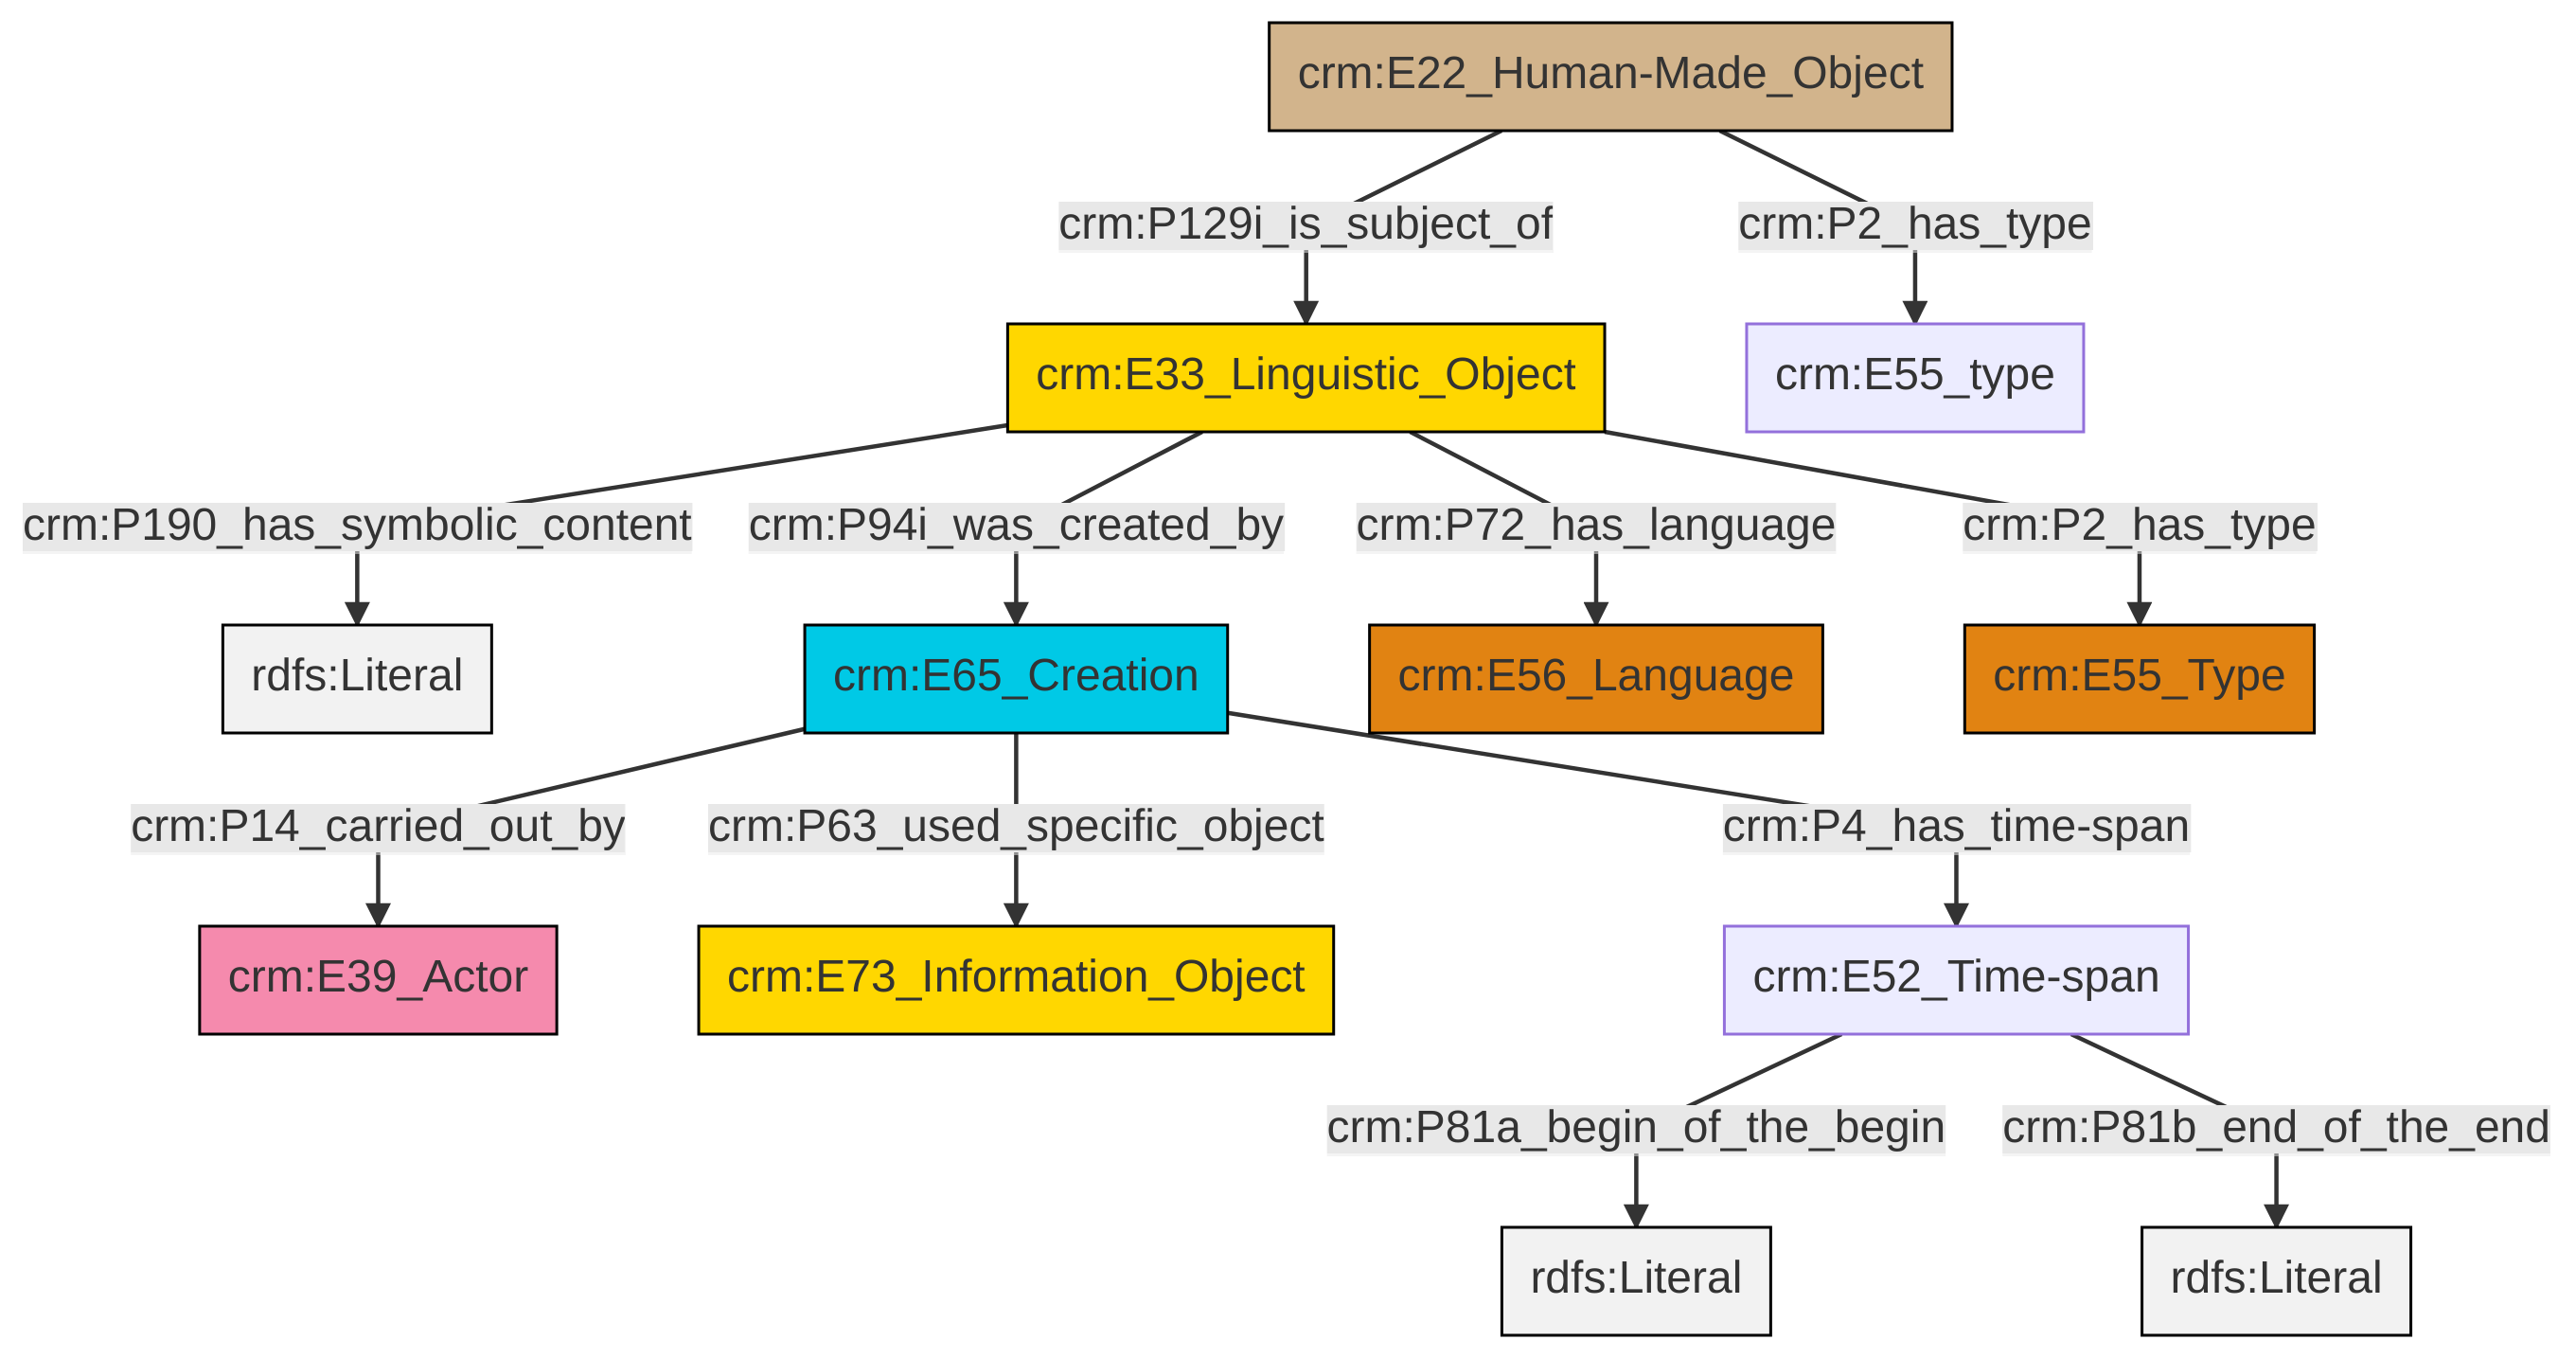 crm:E22_Human-Made_Object
crm:P129i_is_subject_of
crm:P2_has_type
crm:E33_Linguistic_Object
crm:E55_type
crm:P190_has_symbolic_content
crm:P94i_was_created_by
crm:P72_has_language
crm:P2_has_type
rdfs:Literal
crm:E65_Creation
crm:E56_Language
crm:E55_Type
crm:P14_carried_out_by
crm:P63_used_specific_object
crm:P4_has_time-span
crm:E39_Actor
crm:E73_Information_Object
crm:E52_Time-span
crm:P81a_begin_of_the_begin
crm:P81b_end_of_the_end
rdfs:Literal
rdfs:Literal